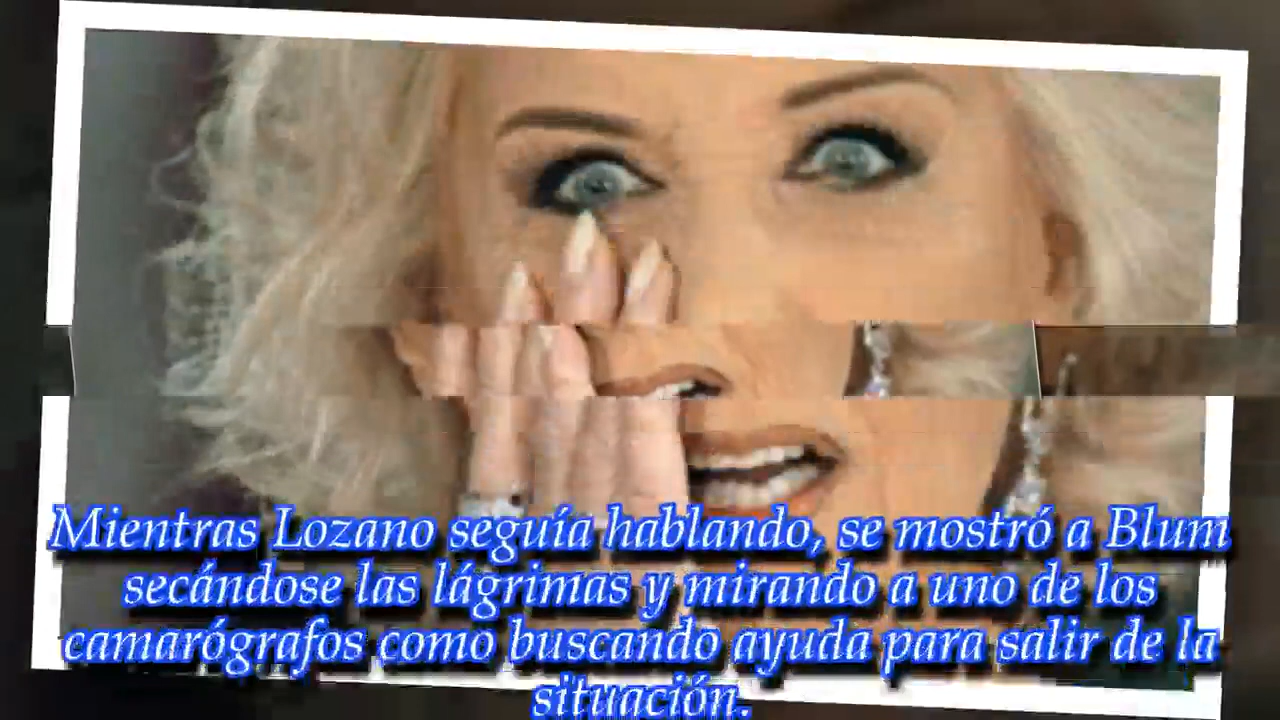 Mientras Lozano seguía hablando, se mostró a Blum
secándose las lágrimas y mirando a uno de los
camarógrafos como buscando ayuda para salir de la
situación.